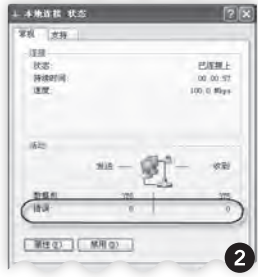 本地连接 状态
常规 支持
连接
状态: 已连接上
持续时间: 00:00:57
速度: 100.0 Mbps
活动
发送 — — 收到
数据包: 
错误: 0 0
属性(P) 禁用(D)
2